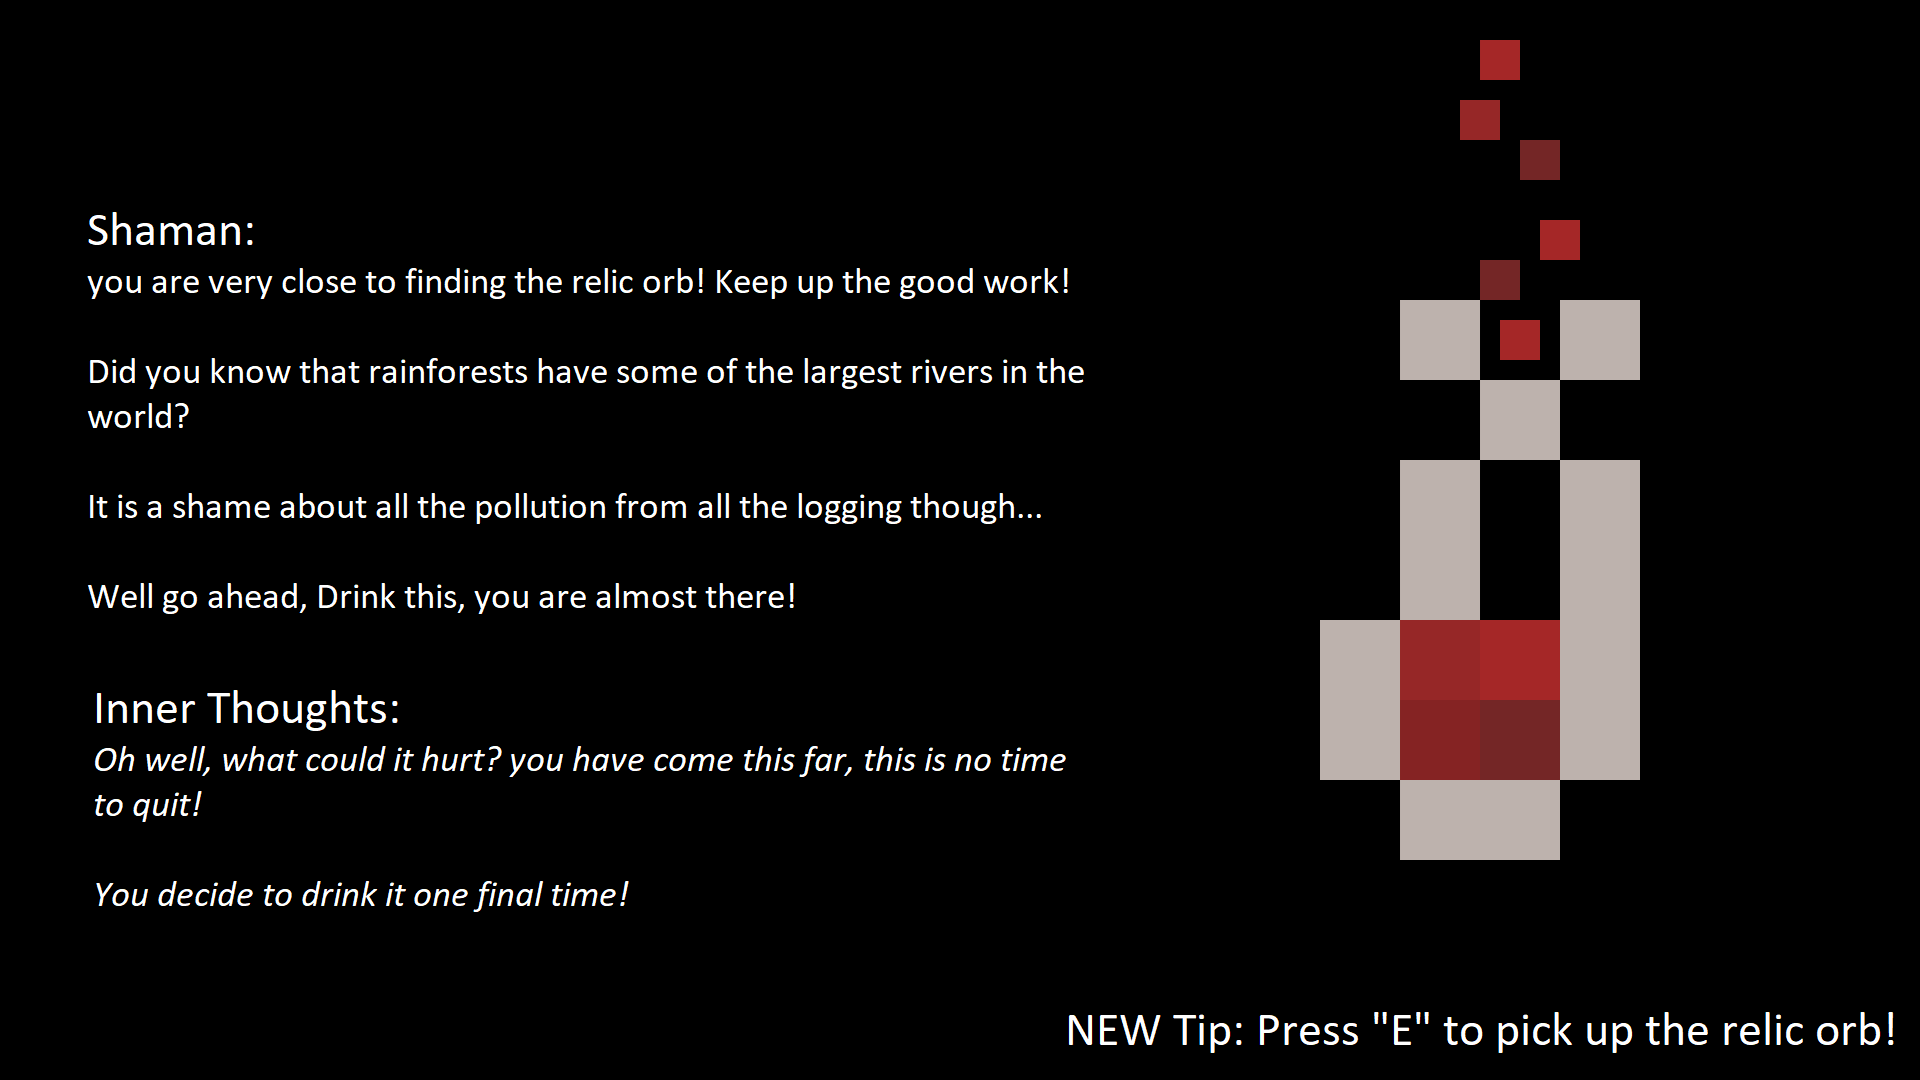 Shaman:
you are very close to finding the relic orb! Keep up the good work!
Did you know that rainforests have some of the largest rivers in the
world?
It is a shame about all the pollution from all the logging though...
Well go ahead, Drink this, you are almost there!
Inner Thoughts:
Oh well, what could it hurt? you have come this far, this is no time
to quit!
You decide to drink it one final time!
NEW Tip: Press "E" to pick up the relic orb!